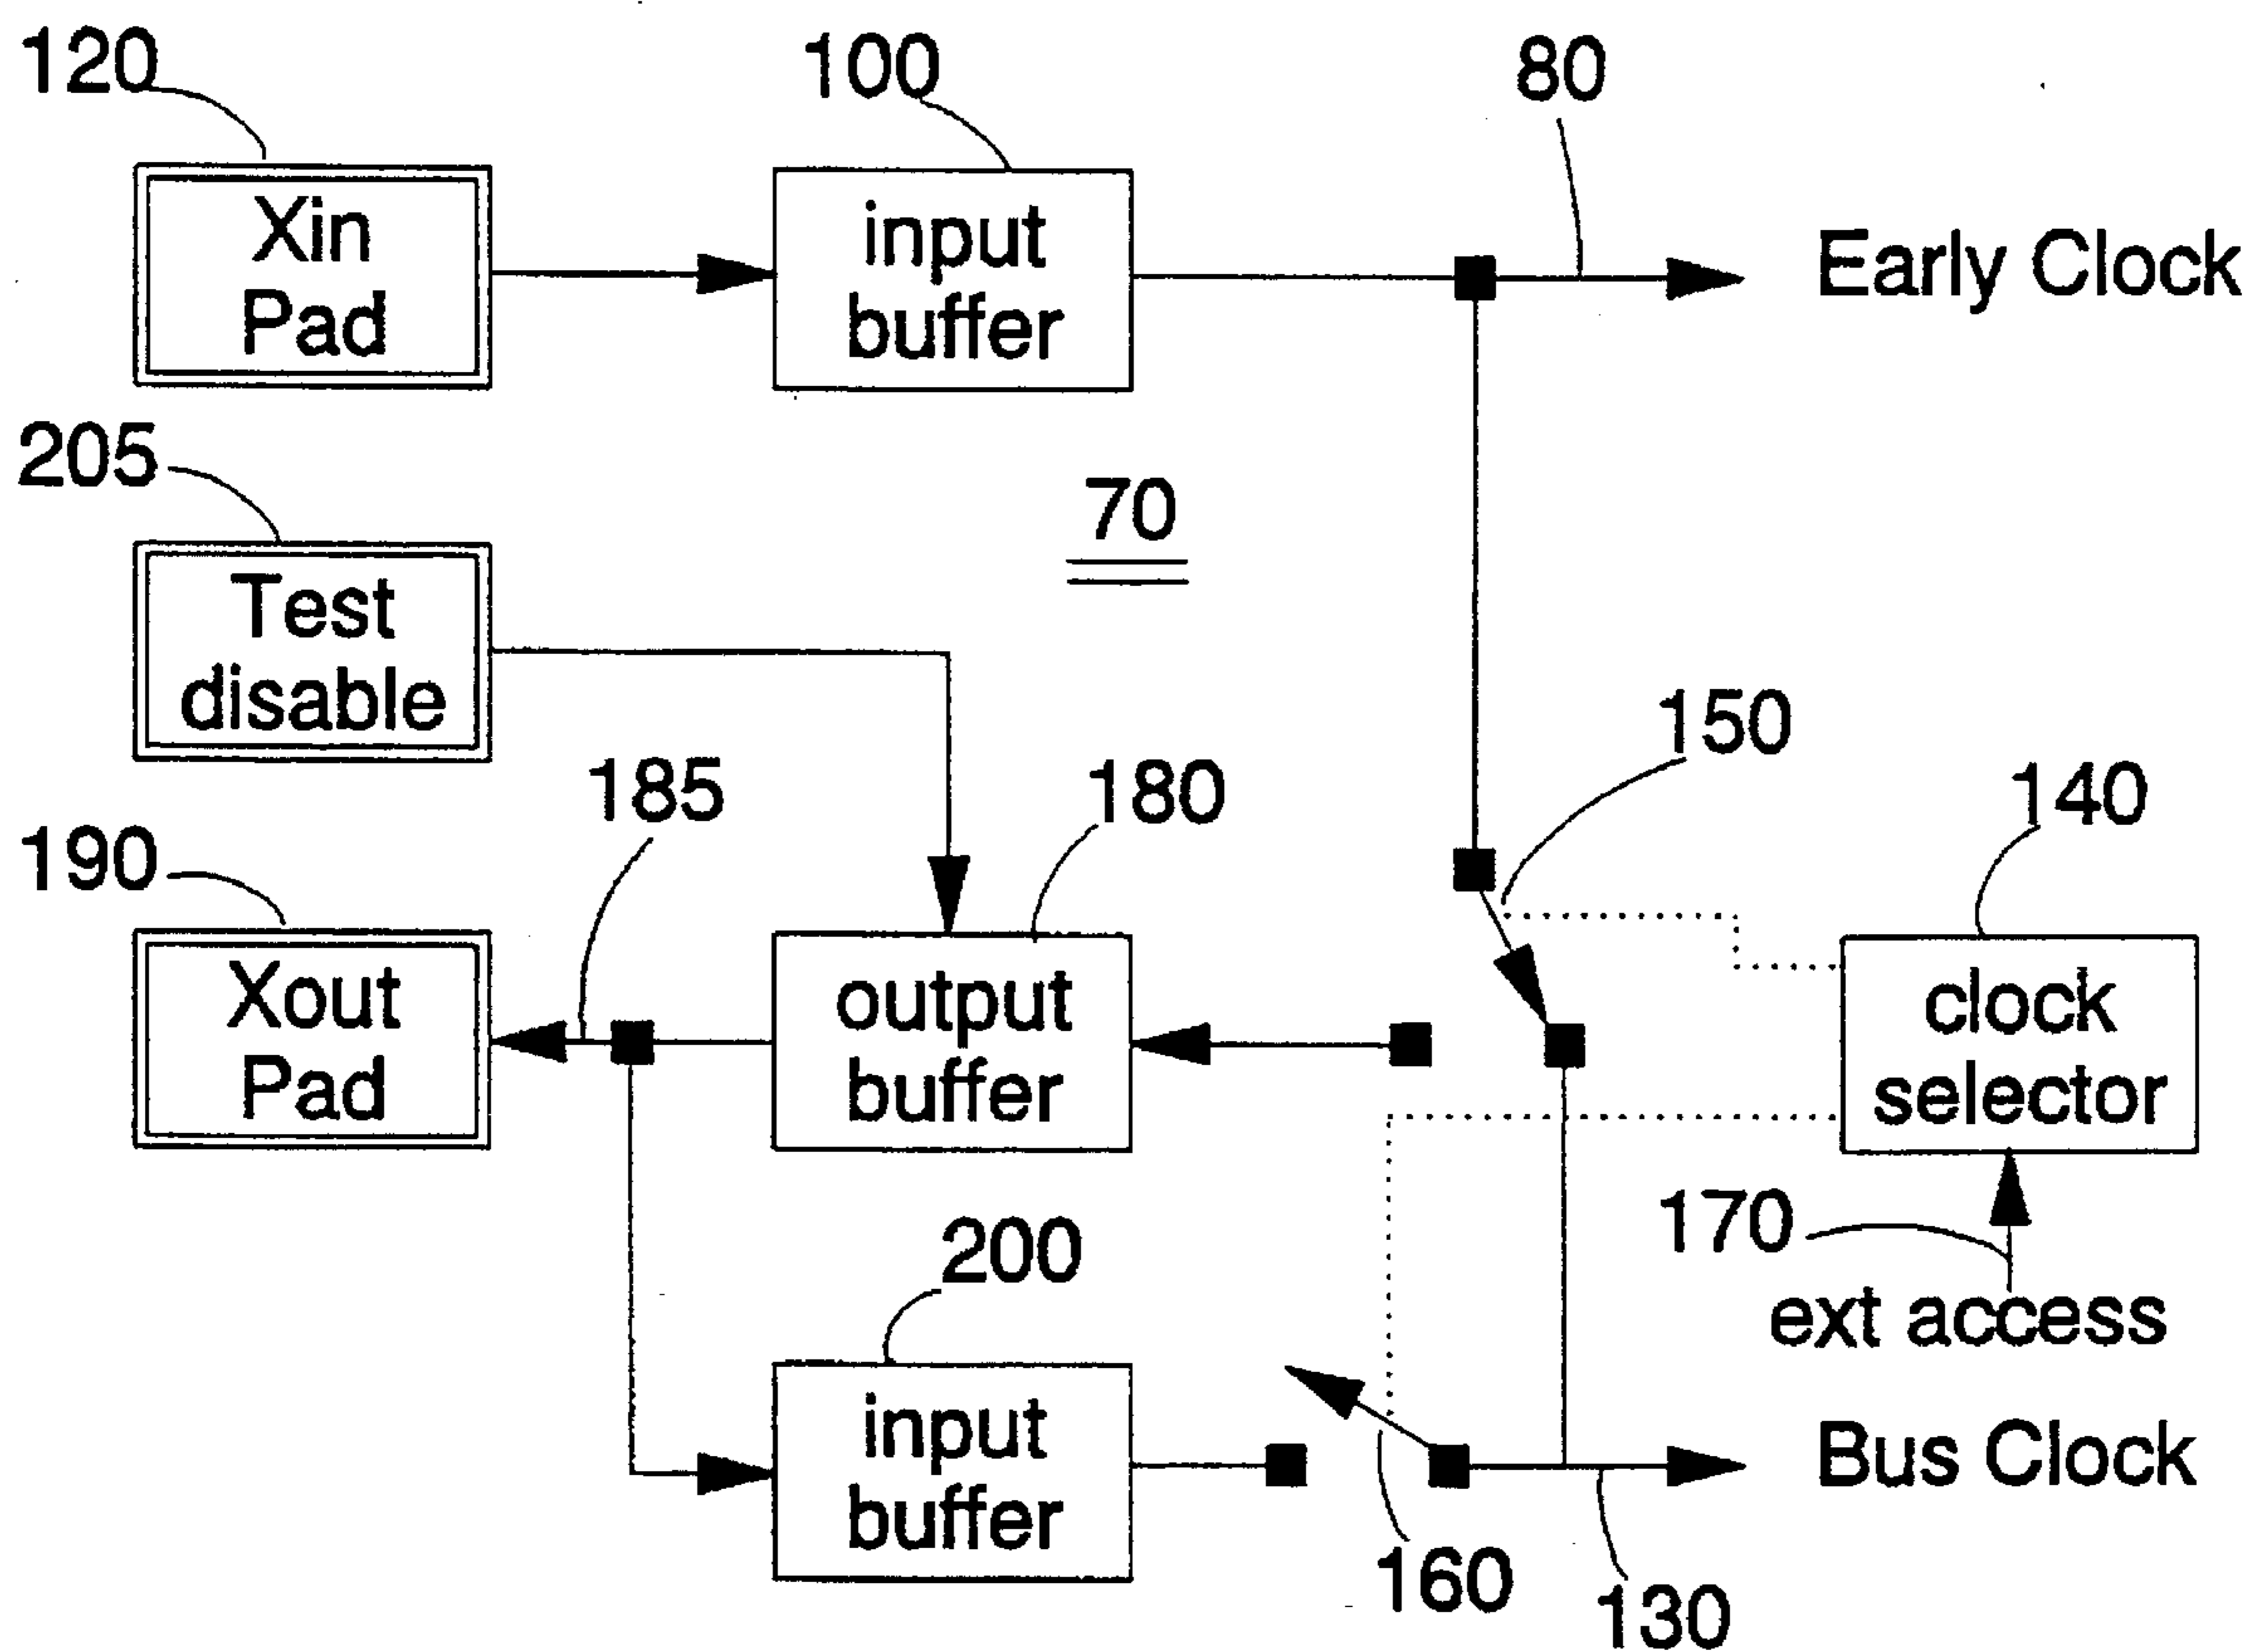 120
100
80
Xin
Pad
input
buffer
Early Clock
205
70
Test
disable
150
185
180
140
190
Xout
Pad
output
buffer
clock
selector
170
200
ext access
input
buffer
Bus Clock
160
130